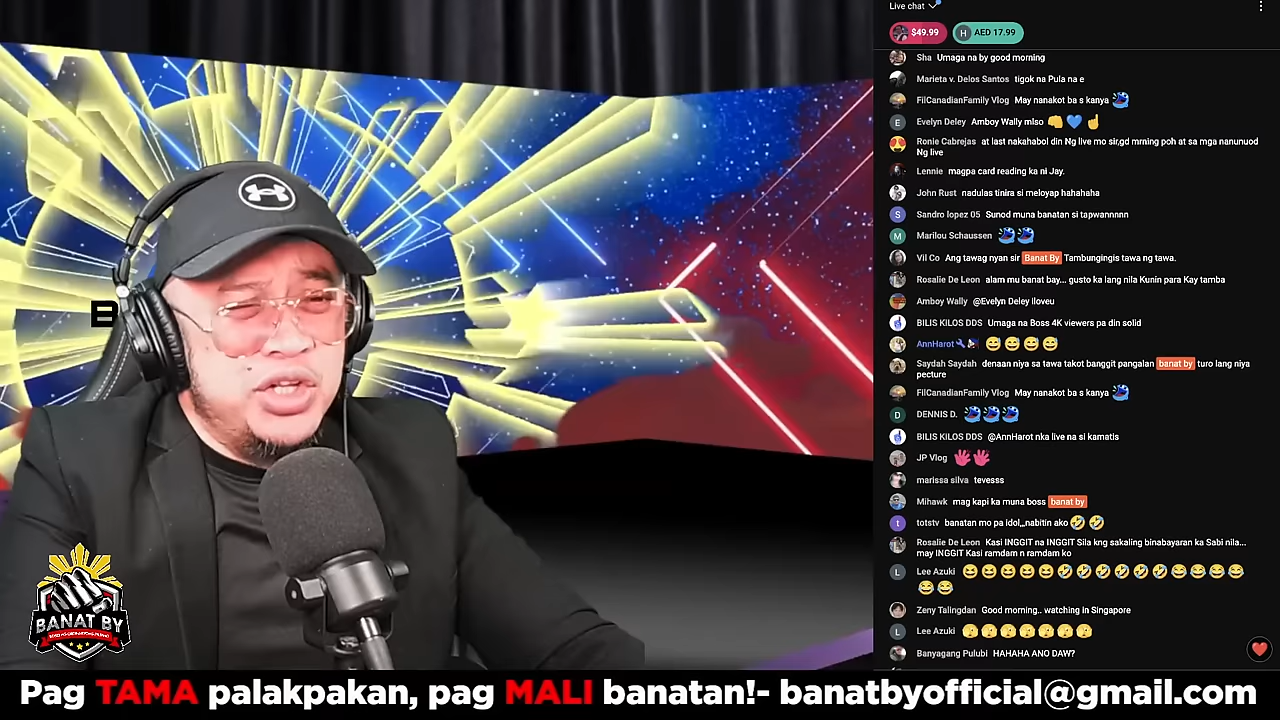 Live chat
$49.99
H AED 17.99
Sha Umaga na by good morning
Marieta v. Delos Santos tigok na Pula na e
FilCanadianFamily Vlog May nanakot ba s kanya
E Evelyn Deley Amboy Wally mlso
Ronie Cabrejas at last nakahabol din Ng live mo sir,gd mrning poh at sa mga nanunuod
Ng live
Lennie magpa card reading ka ni Jay.
John Rust nadulas tinira si meloyap hahahaha
S Sandro lopez 05 Sunod muna banatan si tapwannnnn
M Marilou Schaussen
Vil Co Ang tawag nyan sir Banat By Tambungingis tawa ng tawa.
Rosalie De Leon alam mu banat bay... gusto ka lang nila Kunin para Kay tamba
Amboy Wally @Evelyn Deley Iloveu
BILIS KILOS DDS Umaga na Boss 4K viewers pa din solid
AnnHarot
Saydah Saydah denaan niya sa tawa takot banggit pangalan banat by turo lang niya
pecture
FilCanadianFamily Vlog May nanakot ba s kanya
D DENNIS D.
BILIS KILOS DDS @AnnHarot nka live na si kamatis
JP Vlog
marissa silva tevesss
Mihawk mag kapi ka muna boss banat by
t totstv banatan mo pa idol,,,nabitin ako
Rosalie De Leon Kasi INGGIT na INGGIT Sila kng sakaling binabayaran ka Sabi nila...
may INGGIT Kasi ramdam n ramdam ko
L Lee Azuki
Zeny Talingdan Good morning.. watching in Singapore
L Lee Azuki
Banyagang Pulubi HAHAHA ANO DAW?
B
BANAT BY
Pag TAMA palakpakan, pag MALI banatan!- banatbyofficial@gmail.com